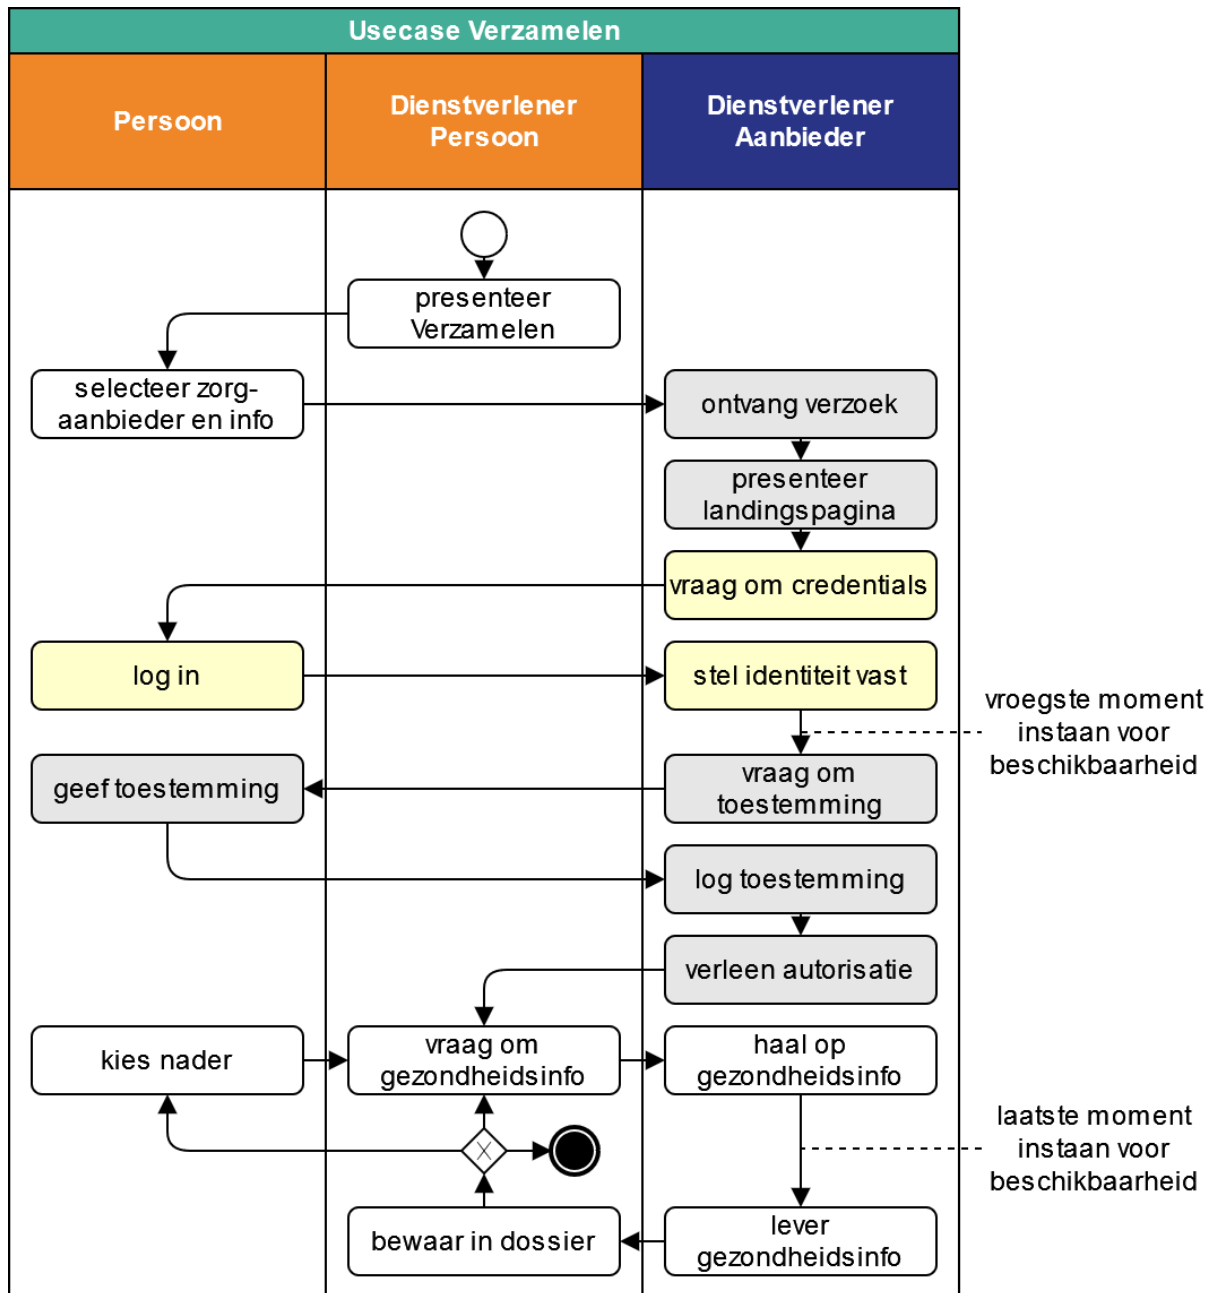 Usecase Verzamelen
Persoon
Dienstverlener
Persoon
Dienstverlener
Aanbieder
presenteer
Verzamelen
selecteer zorg-
aanbieder en info
ontvang verzoek
presenteer
landingspagina
vraag om credentials
log in
stel identiteit vast
vroegste moment
instaan voor
beschikbaarheid
geef toestemming
vraag om
toestemming
log toestemming
verleen autorisatie
kies nader
vraag om
gezondheidsinfo
haal op
gezondheidsinfo
laatste moment
instaan voor
beschikbaarheid
X
bewaar in dossier
lever
gezondheidsinfo